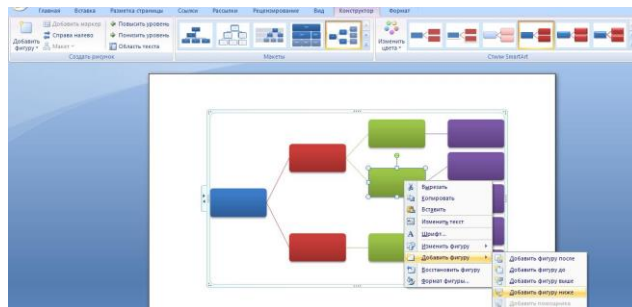 Главная Вставка Разметка страницы Ссылки Рассылки Рецензирование Вид Конструктор Формат
Добавить фигуру
Добавить маркер
Справа налево
Макет
Повысить уровень
Понизить уровень
Область текста
Создать рисунок
Макеты
Изменить цвета
Стили SmartArt
Вырезать
Копировать
Вставить
Изменить текст
Шрифт...
Изменить фигуру
Добавить фигуру
Восстановить фигуру
Формат фигуры...
Добавить фигуру после
Добавить фигуру до
Добавить фигуру выше
Добавить фигуру ниже
Добавить помощника